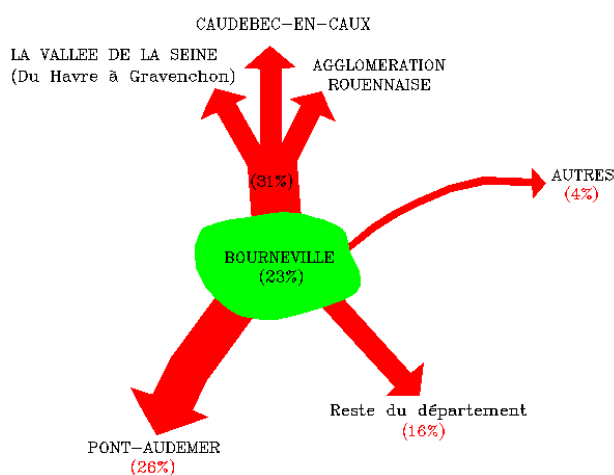 CAUDEBEC-EN-CAUX
LA VALLEE DE LA SEINE
(Du Havre à Gravenchon)
AGGLOMERATION
ROUENNAISE
(31%)
AUTRES
(4%)
BOURNEVILLE
(23%)
Reste du département
(16%)
PONT-AUDEMER
(26%)